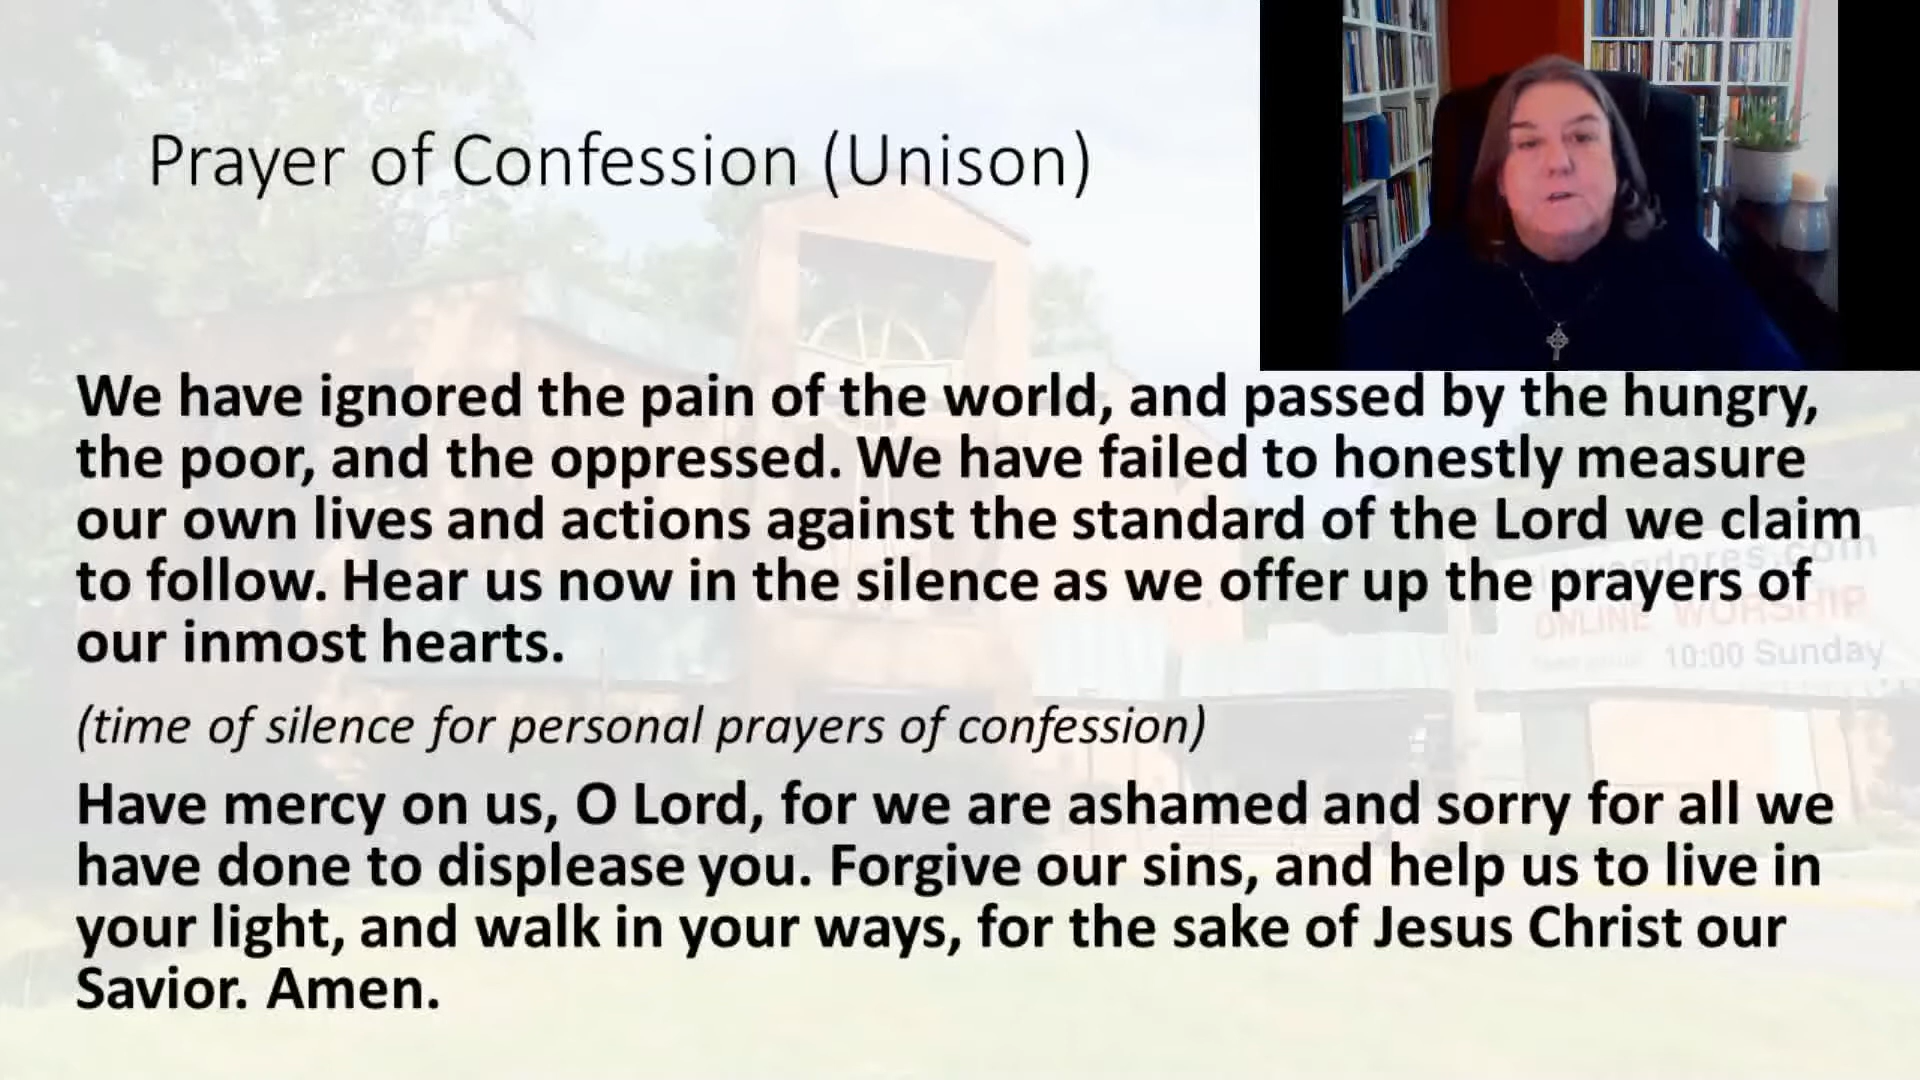 Prayer of Confession (Unison)
We have ignored the pain of the world, and passed by the hungry,
the poor, and the oppressed. We have failed to honestly measure
our own lives and actions against the standard of the Lord we claim
to follow. Hear us now in the silence as we offer up the prayers of
our inmost hearts.
(time of silence for personal prayers of confession)
Have mercy on us, O Lord, for we are ashamed and sorry for all we
have done to displease you. Forgive our sins, and help us to live in
your light, and walk in your ways, for the sake of Jesus Christ our
Savior. Amen.
ONLINE WORSHIP
10:00 Sunday